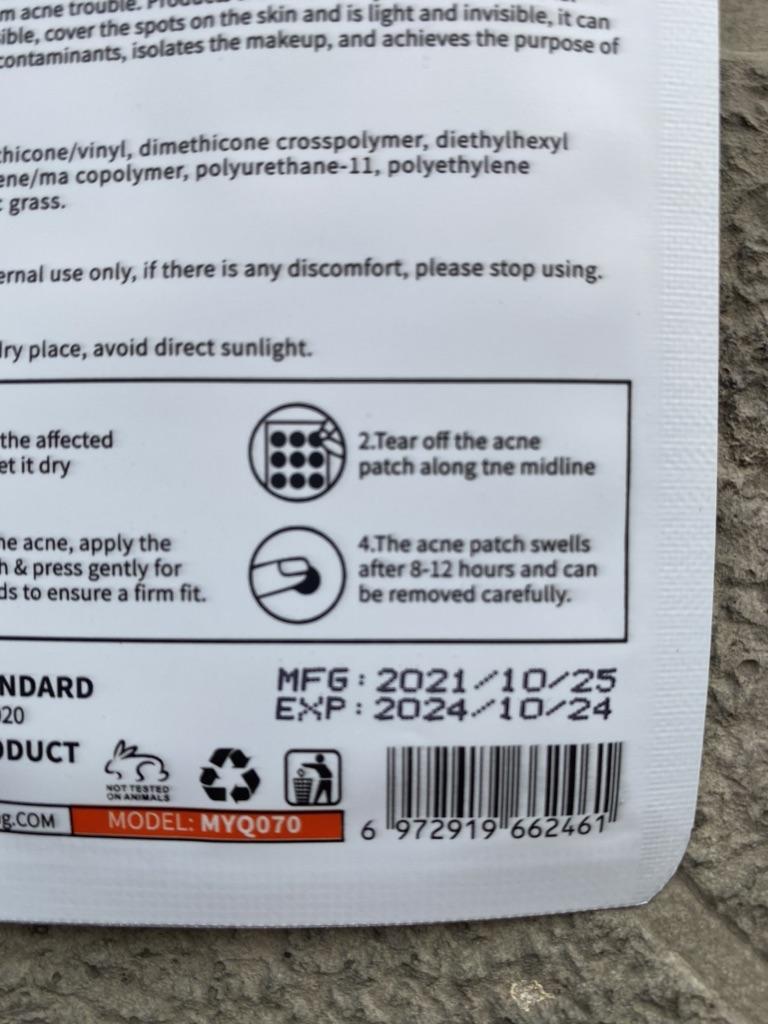 m acne trouble.
ible, cover the spots on the skin and is light and invisible, it can
contaminants, isolates the makeup, and achieves the purpose of
hicone/vinyl, dimethicone crosspolymer, diethylhexyl
ene/ma copolymer, polyurethane-11, polyethylene
c grass.
ernal use only, if there is any discomfort, please stop using.
dry place, avoid direct sunlight.
the affected
et it dry
2.Tear off the acne
patch along tne midline
he acne, apply the
h & press gently for
ds to ensure a firm fit.
4.The acne patch swells
after 8-12 hours and can
be removed carefully.
NDARD
020
MFG: 2021/10/25
EXP: 2024/10/24
ODUCT
NOT TESTED
ON ANIMALS
g.COM
MODEL: MYQ070
6 972919 662461